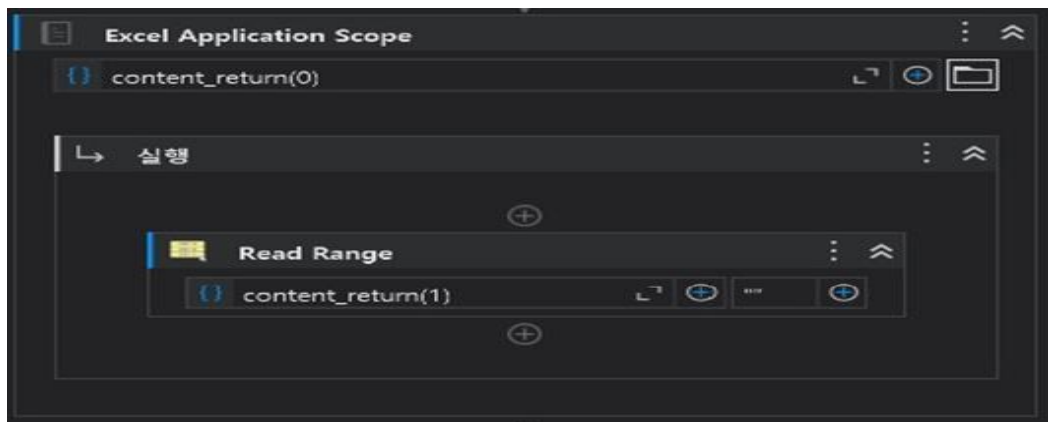 Excel Application Scope
{} content_return(0)
실행
Read Range
{} content_return(1) ""